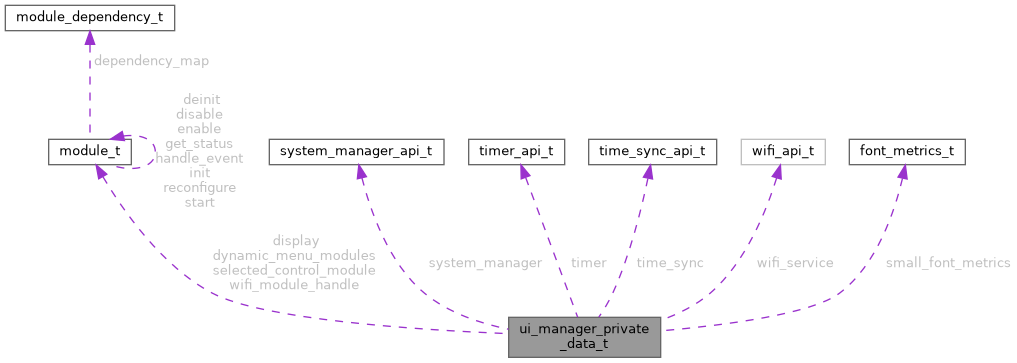 module_dependency_t
dependency_map
deinit
disable
enable
get_status
handle_event
init
reconfigure
start
module_t
system_manager_api_t
timer_api_t
time_sync_api_t
wifi_api_t
font_metrics_t
display
dynamic_menu_modules
selected_control_module
wifi_module_handle
system_manager
timer
time_sync
wifi_service
small_font_metrics
ui_manager_private
_data_t